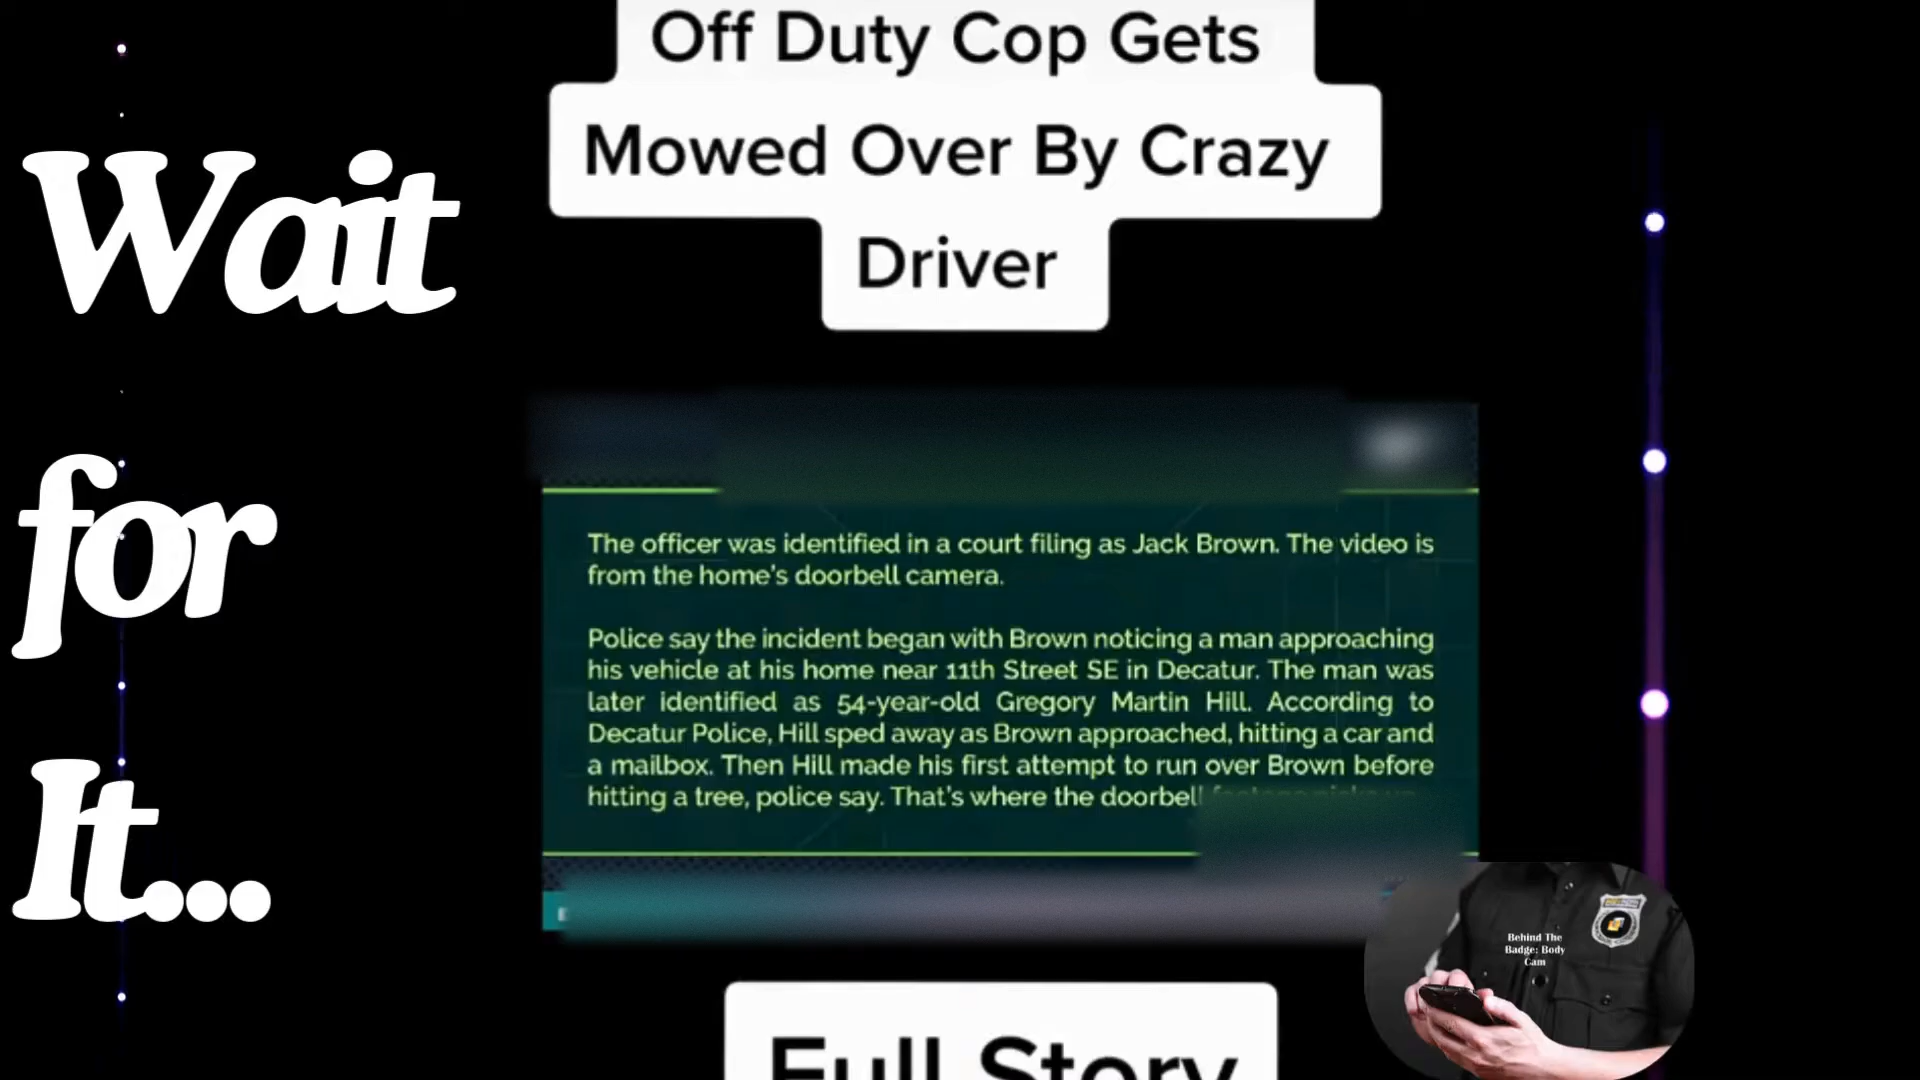 Off Duty Cop Gets
Mowed Over By Crazy
Driver
Wait
for
It...
The officer was identified in a court filing as Jack Brown. The video is
from the home's doorbell camera.
Police say the incident began with Brown noticing a man approaching
his vehicle at his home near 11th Street SE in Decatur. The man was
later identified as 54-year-old Gregory Martin Hill. According to
Decatur Police, Hill sped away as Brown approached, hitting a car and
a mailbox. Then Hill made his first attempt to run over Brown before
hitting a tree, police say. That's where the doorbell
Behind The
Badge: Body
Cam
Full Story